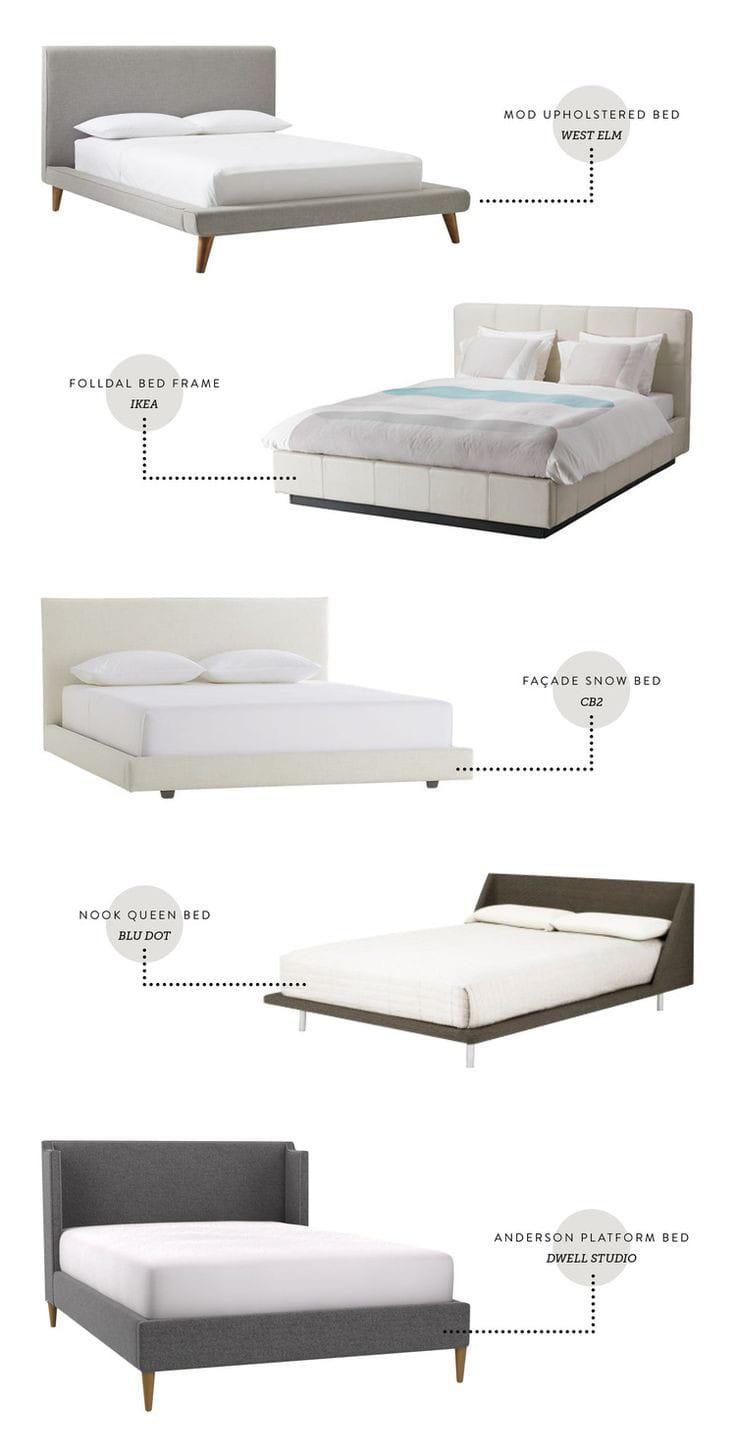 MOD UPHOLSTERED BED
WEST ELM
FOLLDAL BED FRAME
IKEA
FAÇADE SNOW BED
CB2
NOOK QUEEN BED
BLU DOT
ANDERSON PLATFORM BED
DWELL STUDIO